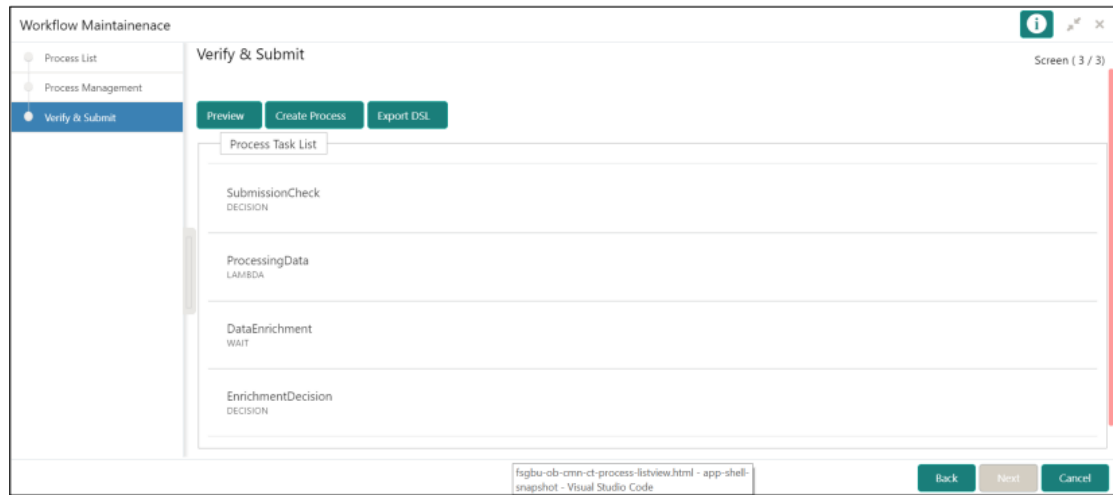 Workflow Maintainenace
i
Process List
Process Management
Verify & Submit
Verify & Submit
Screen ( 3 / 3)
Preview
Create Process
Export DSL
Process Task List
SubmissionCheck
DECISION
ProcessingData
LAMBDA
DataEnrichment
WAIT
EnrichmentDecision
DECISION
fsgbu-ob-cmn-ct-process-listview.html - app-shell-
snapshot - Visual Studio Code
Back
Next
Cancel